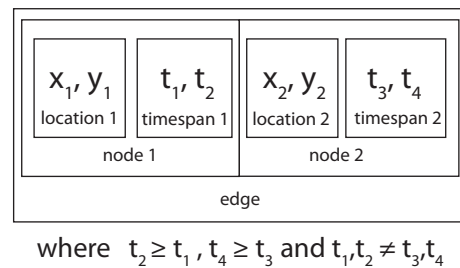 x₁, y₁ t₁, t₂ x₂, y₂ t₃, t₄
location 1 timespan 1 location 2 timespan 2
node 1 node 2
edge
where t₂ ≥ t₁ , t₄ ≥ t₃ and t₁,t₂ ≠ t₃,t₄